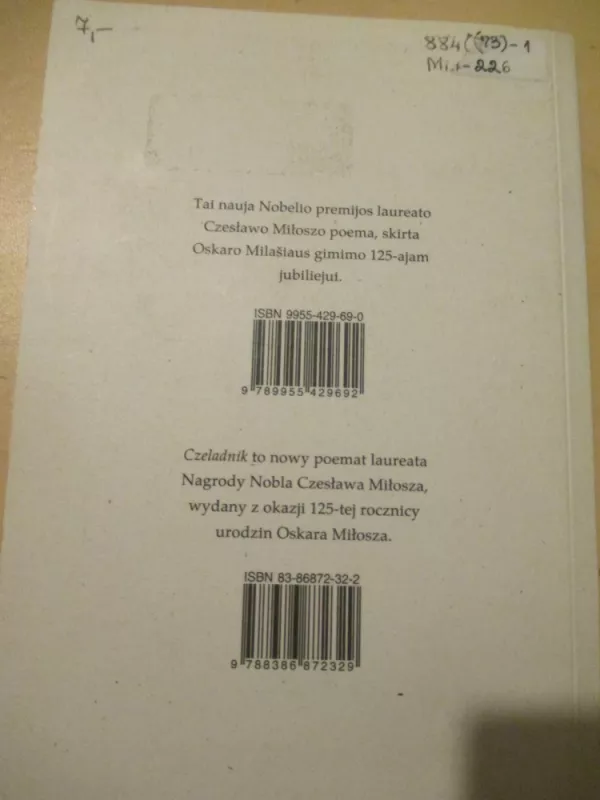 7,—
884(73)-1
Mi-226
Tai nauja Nobelio premijos laureato
Czesławo Miłoszo poema, skirta
Oskaro Milašiaus gimimo 125-ajam
jubiliejui.
ISBN 9955-429-69-0
9 789955 429692
Czeladnik to nowy poemat laureata
Nagrody Nobla Czesława Miłosza,
wydany z okazji 125-tej rocznicy
urodzin Oskara Miłosza.
ISBN 83-86872-32-2
9 788386 872329